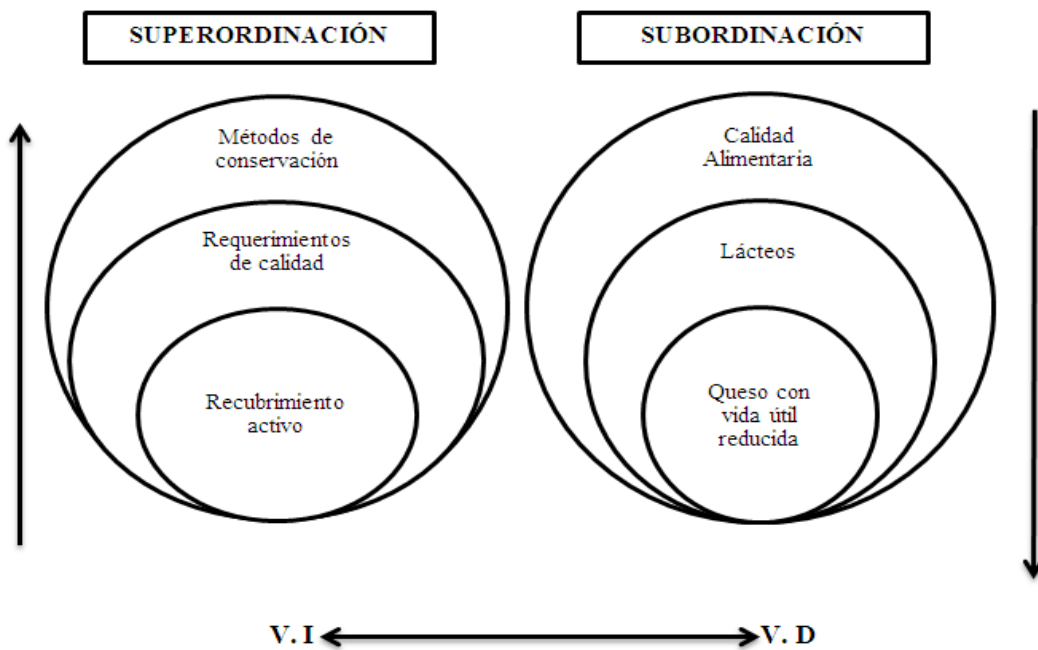 SUPERORDINACIÓN
SUBORDINACIÓN
Métodos de
conservación
Requerimientos
de calidad
Recubrimiento
activo
Calidad
Alimentaria
Lácteos
Queso con
vida útil
reducida
V. I
V. D